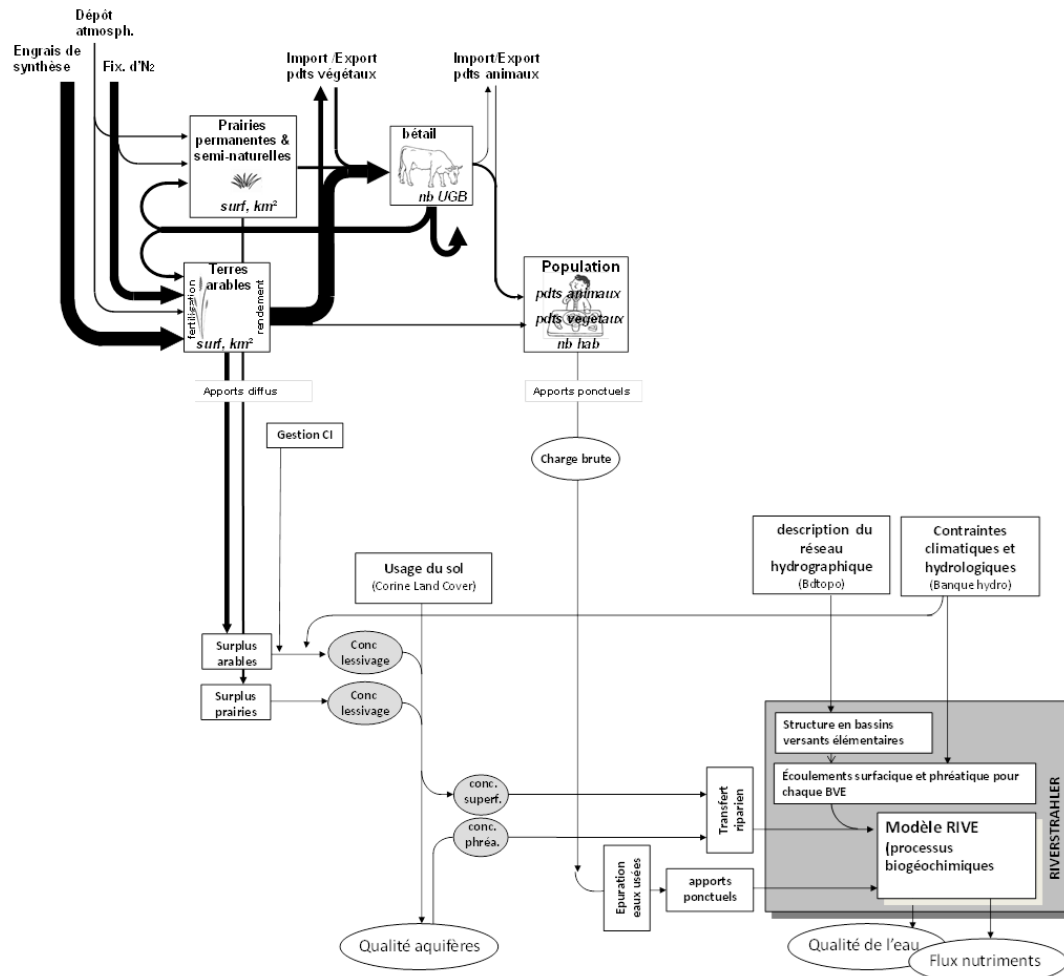 Dépôt
atmosph.
Engrais de
synthèse
Fix. d'N2
Import /Export
pdts végétaux
Import/Export
pdts animaux
Prairies
permanentes &
semi-naturelles
surf, km²
bétail
nb UGB
Terres
arables
fertilisation
rendement
surf, km²
Population
pdts animaux
pdts vegetaux
nb hab
Apports diffus
Apports ponctuels
Gestion CI
Charge brute
Usage du sol
(Corine Land Cover)
description du
réseau
hydrographique
(Bdtopo)
Contraintes
climatiques et
hydrologiques
(Banque hydro)
Surplus
arables
Conc
lessivage
Surplus
prairies
Conc
lessivage
Structure en bassins
versants élémentaires
Écoulements surfacique et phréatique pour
chaque BVE
conc.
superf.
conc.
phréa.
Transfert
riparien
Modèle RIVE
(processus
biogéochimiques
RIVERSTRAHLER
Epuration
eaux usées
apports
ponctuels
Qualité aquifères
Qualité de l'eau
Flux nutriments